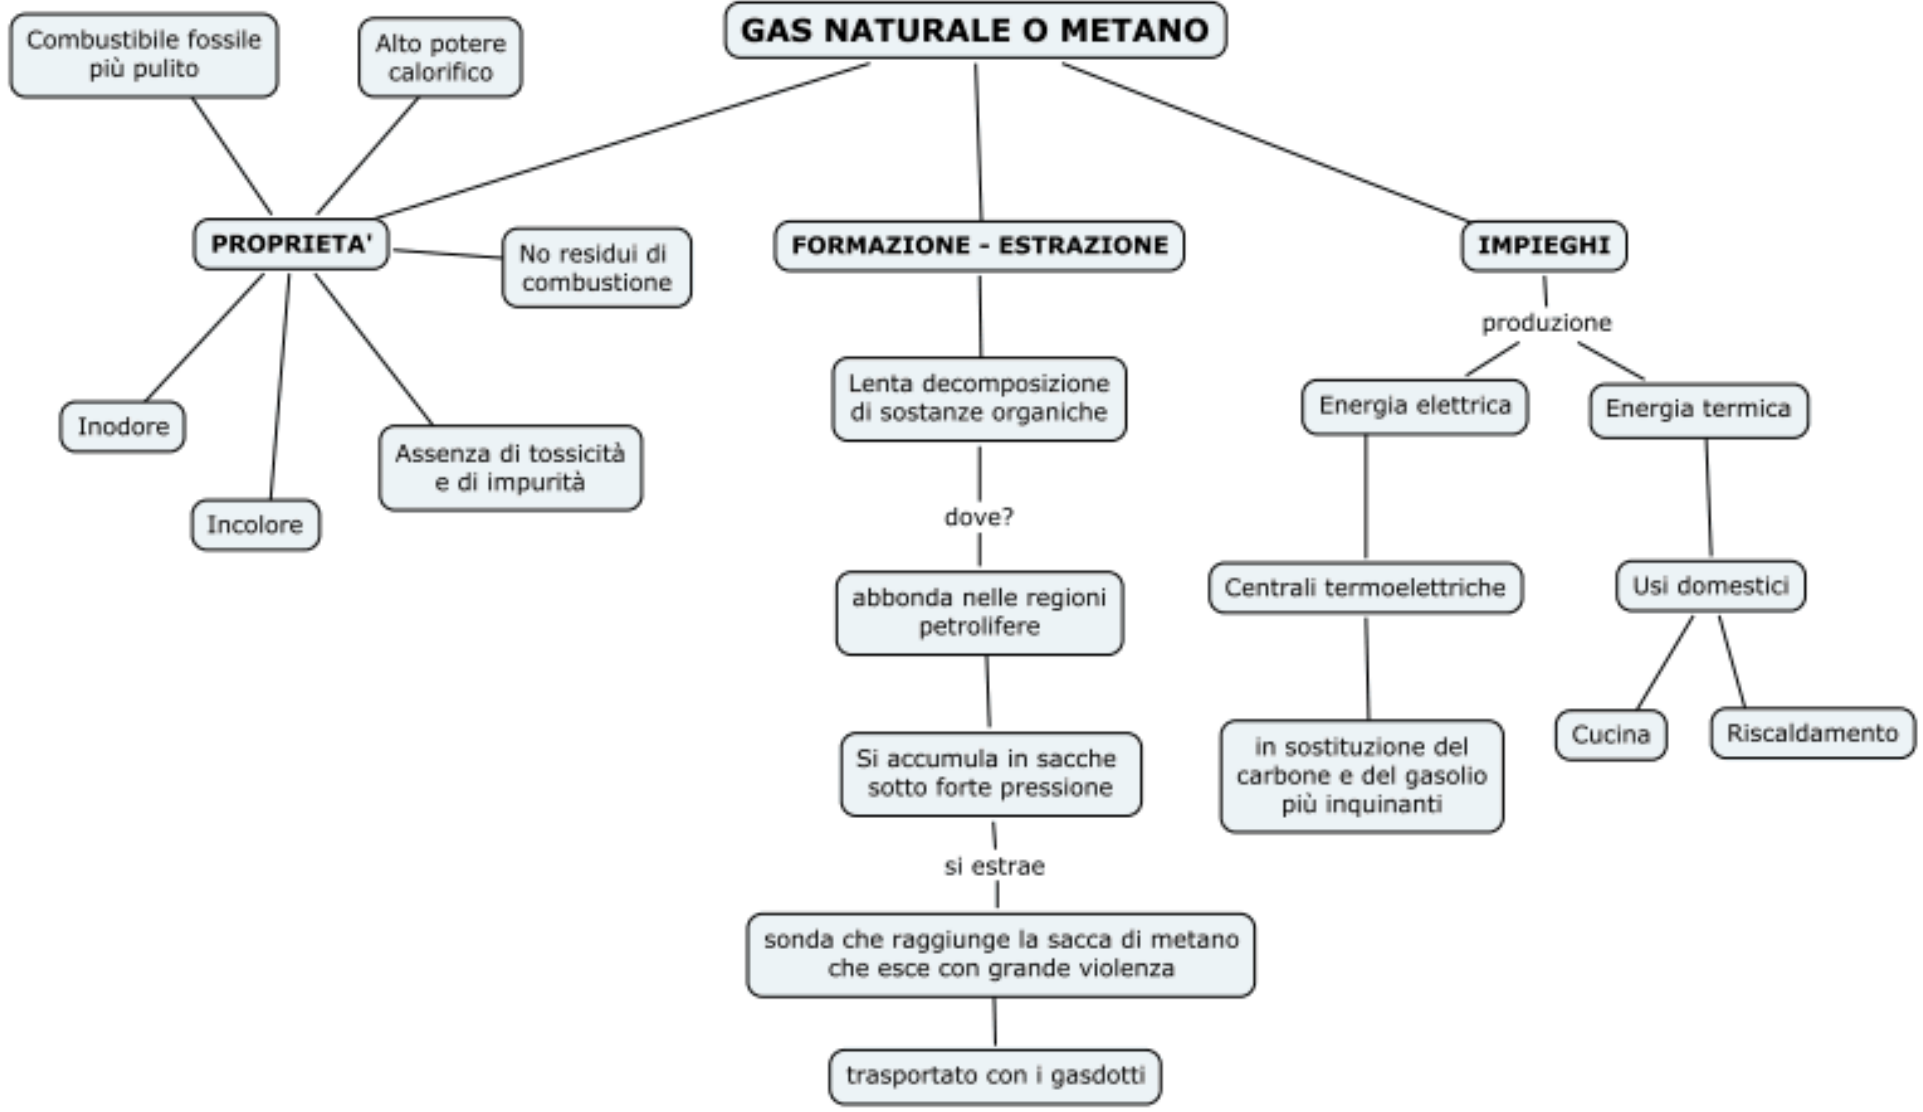 GAS NATURALE O METANO
Combustibile fossile
più pulito
Alto potere
calorifico
PROPRIETA'
No residui di
combustione
Inodore
Incolore
Assenza di tossicità
e di impurità
FORMAZIONE - ESTRAZIONE
Lenta decomposizione
di sostanze organiche
dove?
abbonda nelle regioni
petrolifere
Si accumula in sacche
sotto forte pressione
si estrae
sonda che raggiunge la sacca di metano
che esce con grande violenza
trasportato con i gasdotti
IMPIEGHI
produzione
Energia elettrica
Centrali termoelettriche
in sostituzione del
carbone e del gasolio
più inquinanti
Energia termica
Usi domestici
Cucina
Riscaldamento